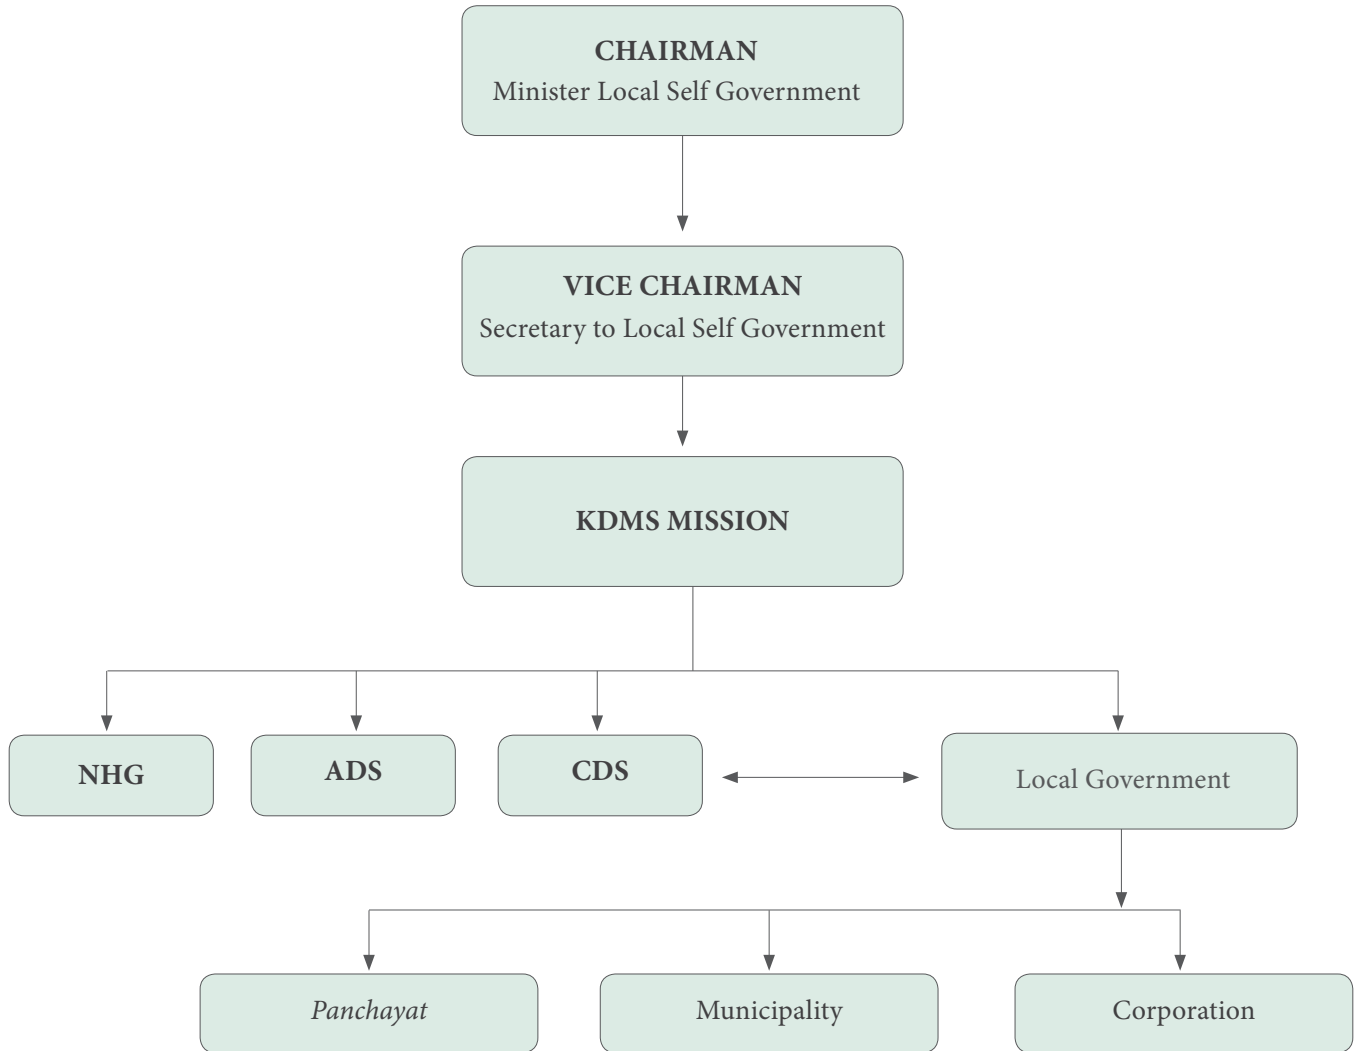 CHAIRMAN
Minister Local Self Government
VICE CHAIRMAN
Secretary to Local Self Government
KDMS MISSION
NHG
ADS
CDS
Local Government
Panchayat
Municipality
Corporation